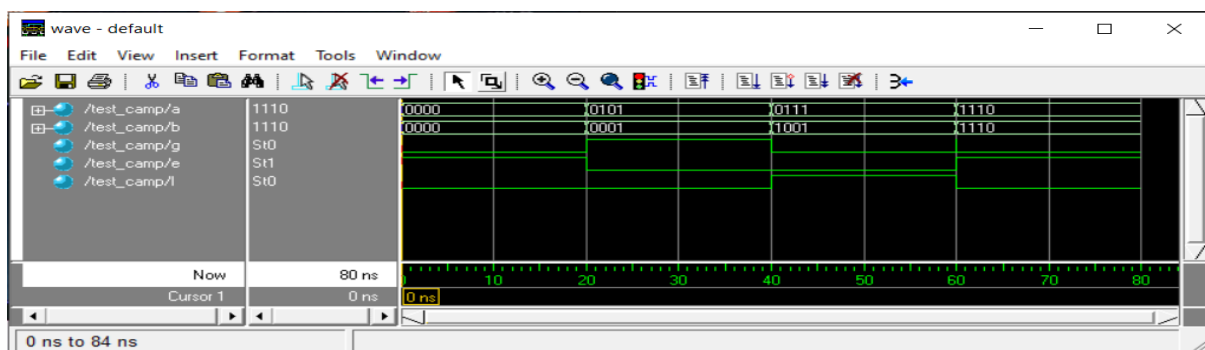 wave - default
File Edit View Insert Format Tools Window
/test_camp/a 1110 0000 0101 0111 1110
/test_camp/b 1110 0000 0001 1001 1110
/test_camp/g St0
/test_camp/e St1
/test_camp/l St0
Now 80 ns 10 20 30 40 50 60 70 80
Cursor 1 0 ns 0 ns
0 ns to 84 ns